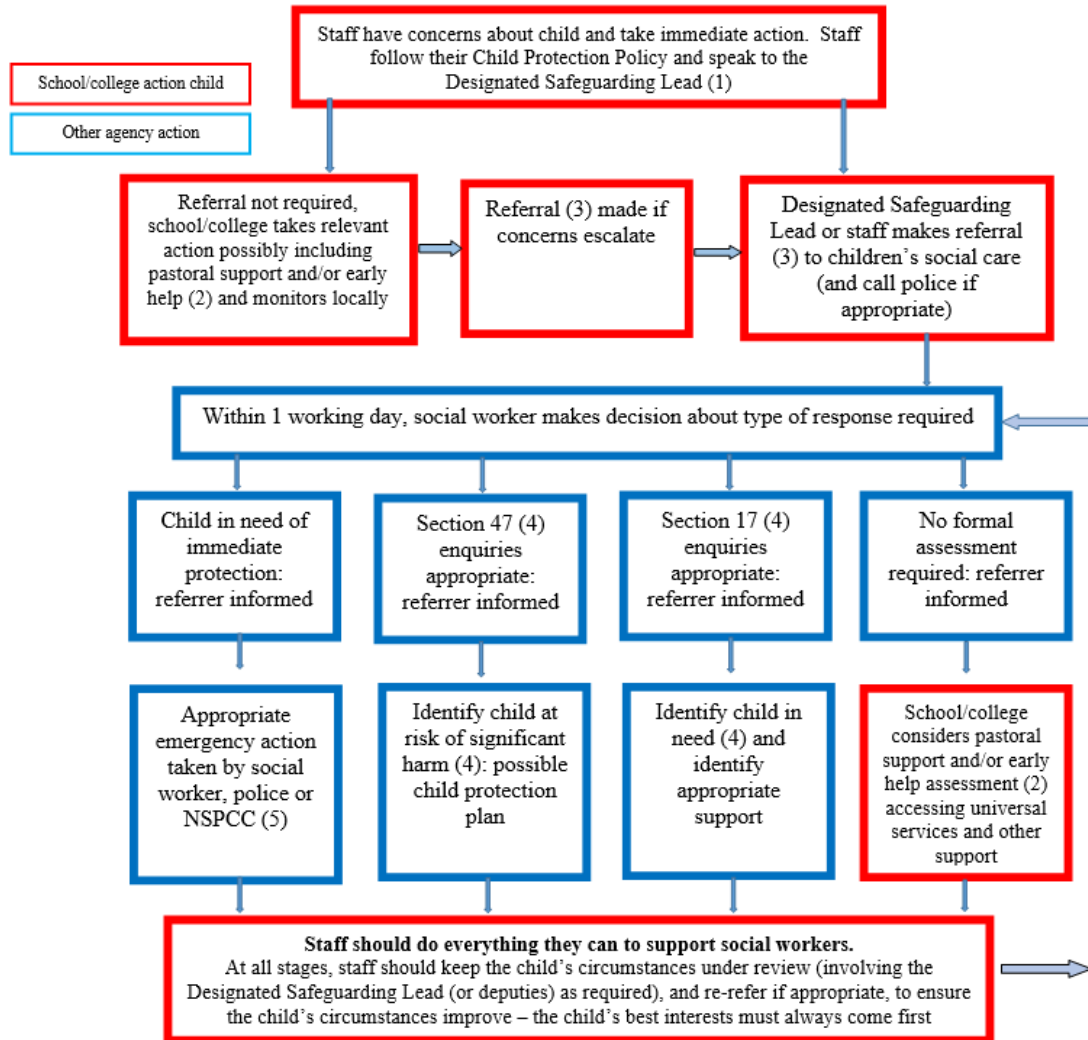 Staff have concerns about child and take immediate action.  Staff
follow their Child Protection Policy and speak to the
Designated Safeguarding Lead (1)
School/college action child
Other agency action
Referral not required,
school/college takes relevant
action possibly including
pastoral support and/or early
help (2) and monitors locally
Referral (3) made if
concerns escalate
Designated Safeguarding
Lead or staff makes referral
(3) to children’s social care
(and call police if
appropriate)
Within 1 working day, social worker makes decision about type of response required
Child in need of
immediate
protection:
referrer informed
Section 47 (4)
enquiries
appropriate:
referrer informed
Section 17 (4)
enquiries
appropriate:
referrer informed
No formal
assessment
required: referrer
informed
Appropriate
emergency action
taken by social
worker, police or
NSPCC (5)
Identify child at
risk of significant
harm (4): possible
child protection
plan
Identify child in
need (4) and
identify
appropriate
support
School/college
considers pastoral
support and/or early
help assessment (2)
accessing universal
services and other
support
Staff should do everything they can to support social workers.
At all stages, staff should keep the child’s circumstances under review (involving the
Designated Safeguarding Lead (or deputies) as required), and re-refer if appropriate, to ensure
the child’s circumstances improve – the child’s best interests must always come first